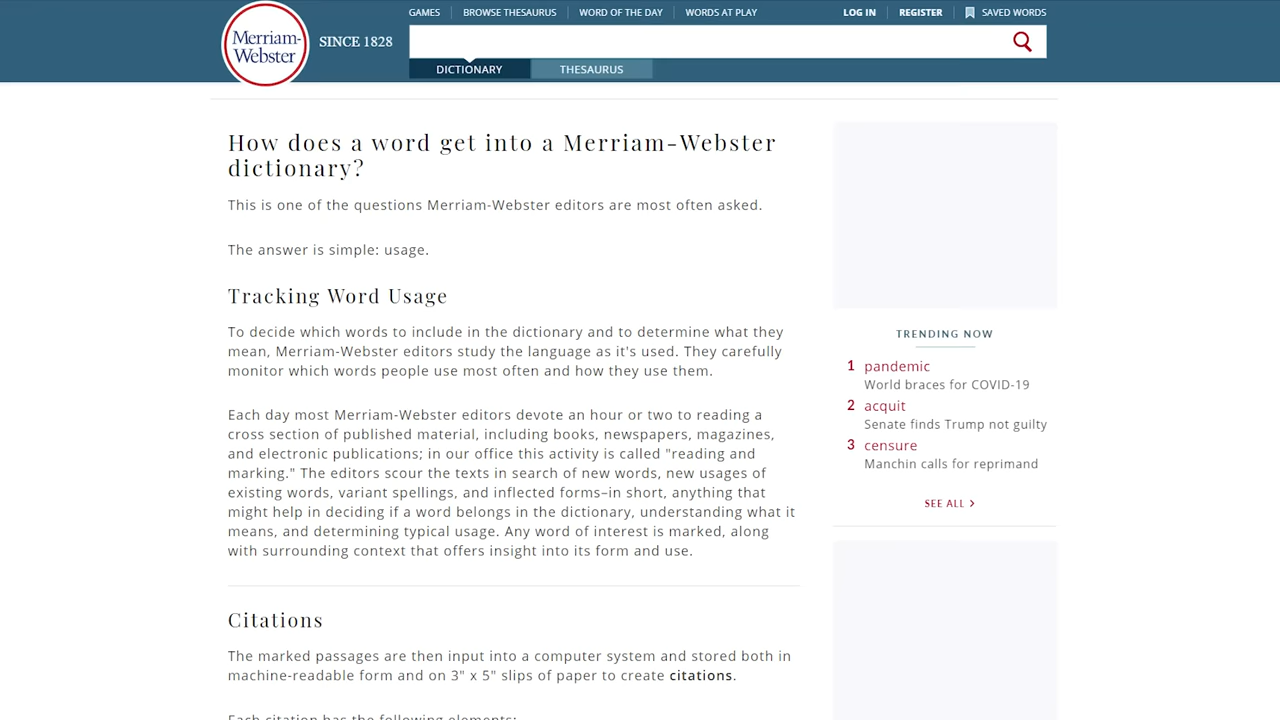 GAMES BROWSE THESAURUS WORD OF THE DAY WORDS AT PLAY LOG IN REGISTER SAVED WORDS
Merriam-
Webster
SINCE 1828
DICTIONARY THESAURUS
How does a word get into a Merriam-Webster
dictionary?
This is one of the questions Merriam-Webster editors are most often asked.
The answer is simple: usage.
Tracking Word Usage
To decide which words to include in the dictionary and to determine what they
mean, Merriam-Webster editors study the language as it's used. They carefully
monitor which words people use most often and how they use them.
Each day most Merriam-Webster editors devote an hour or two to reading a
cross section of published material, including books, newspapers, magazines,
and electronic publications; in our office this activity is called "reading and
marking." The editors scour the texts in search of new words, new usages of
existing words, variant spellings, and inflected forms–in short, anything that
might help in deciding if a word belongs in the dictionary, understanding what it
means, and determining typical usage. Any word of interest is marked, along
with surrounding context that offers insight into its form and use.
Citations
The marked passages are then input into a computer system and stored both in
machine-readable form and on 3" x 5" slips of paper to create citations.
Each citation has the following elements:
TRENDING NOW
1 pandemic
World braces for COVID-19
2 acquit
Senate finds Trump not guilty
3 censure
Manchin calls for reprimand
SEE ALL >